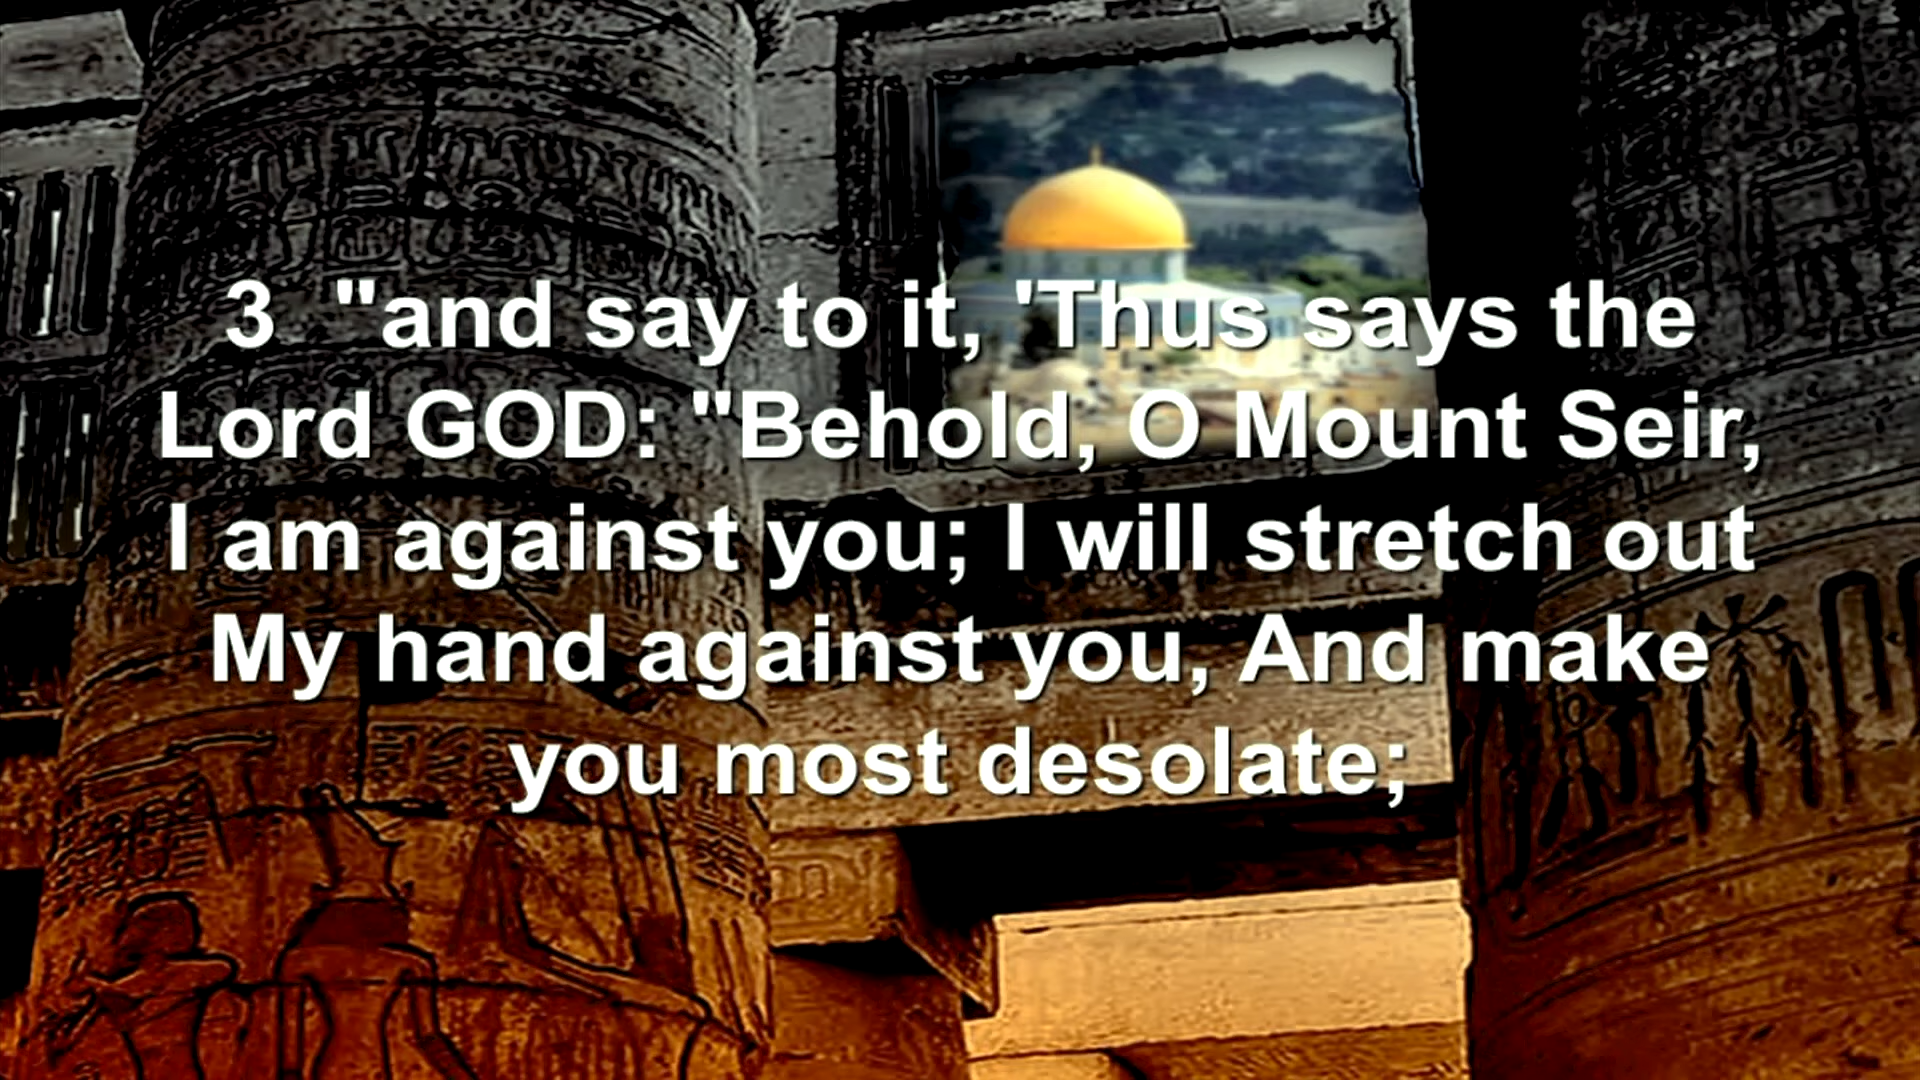 3 "and say to it, 'Thus says the
Lord GOD: "Behold, O Mount Seir,
I am against you; I will stretch out
My hand against you, And make
you most desolate;